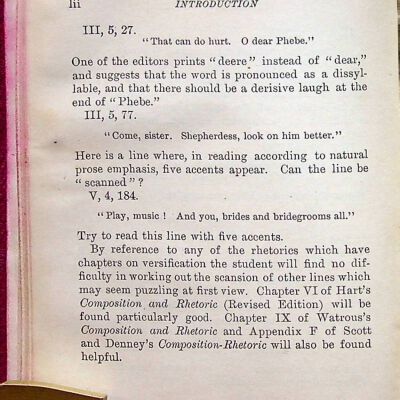 lii INTRODUCTION
III, 5, 27.
"That can do hurt. O dear Phebe."
One of the editors prints "deere" instead of "dear,"
and suggests that the word is pronounced as a dissyl-
lable, and that there should be a derisive laugh at the
end of "Phebe."
III, 5, 77.
"Come, sister. Shepherdess, look on him better."
Here is a line where, in reading according to natural
prose emphasis, five accents appear. Can the line be
"scanned"?
V, 4, 184.
"Play, music! And you, brides and bridegrooms all."
Try to read this line with five accents.
By reference to any of the rhetorics which have
chapters on versification the student will find no dif-
ficulty in working out the scansion of other lines which
may seem puzzling at first view. Chapter VI of Hart's
Composition and Rhetoric (Revised Edition) will be
found particularly good. Chapter IX of Watrous's
Composition and Rhetoric and Appendix F of Scott
and Denney's Composition-Rhetoric will also be found
helpful.